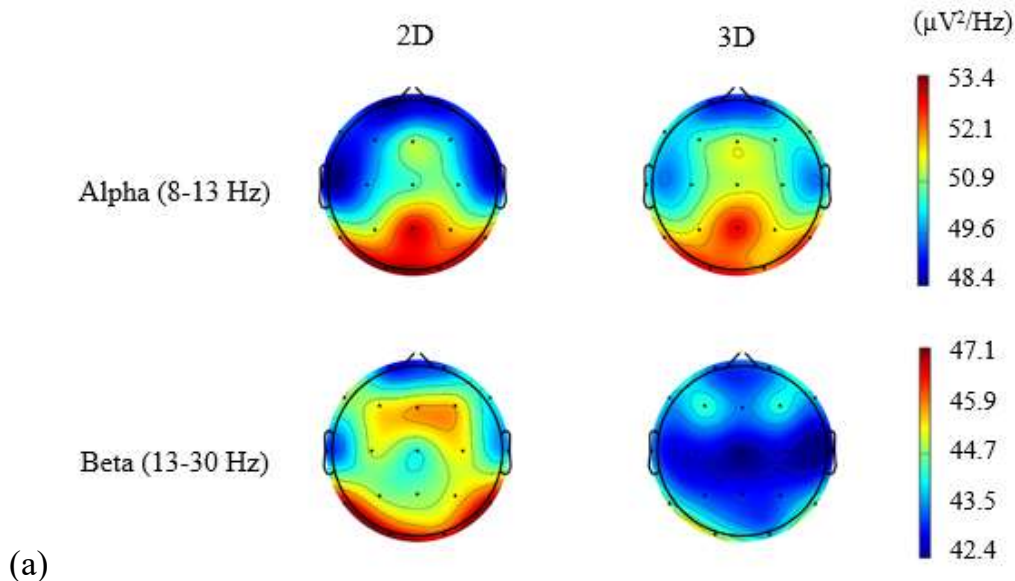 2D 3D (µV²/Hz)
Alpha (8-13 Hz)
53.4
52.1
50.9
49.6
48.4
Beta (13-30 Hz)
47.1
45.9
44.7
43.5
42.4
(a)